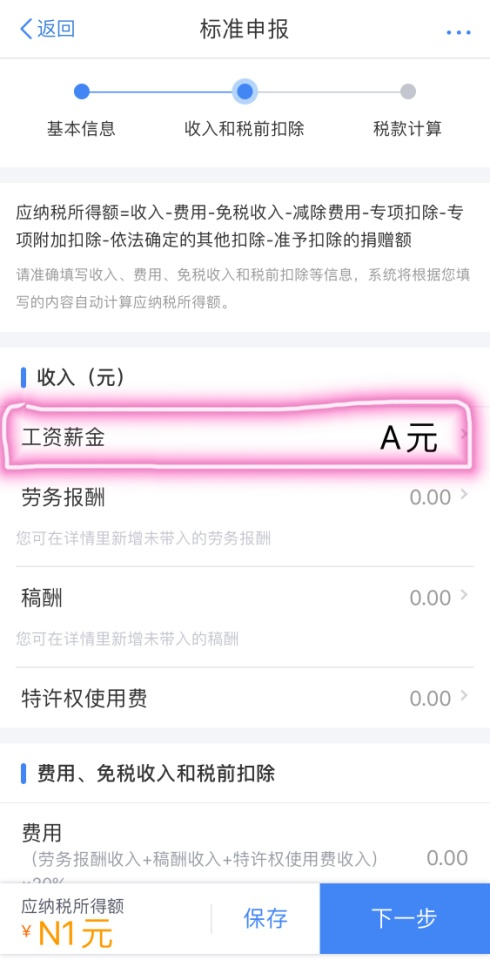 返回
标准申报
...
基本信息
收入和税前扣除
税款计算
应纳税所得额=收入-费用-免税收入-减除费用-专项扣除-专
项附加扣除-依法确定的其他扣除-准予扣除的捐赠额
请准确填写收入、费用、免税收入和税前扣除等信息，系统将根据您填
写的内容自动计算应纳税所得额。
收入（元）
工资薪金 A元
劳务报酬 0.00
您可在详情里新增未带入的劳务报酬
稿酬 0.00
您可在详情里新增未带入的稿酬
特许权使用费 0.00
费用、免税收入和税前扣除
费用
（劳务报酬收入+稿酬收入+特许权使用费收入） 0.00
×20%
应纳税所得额
¥ N1元
保存
下一步